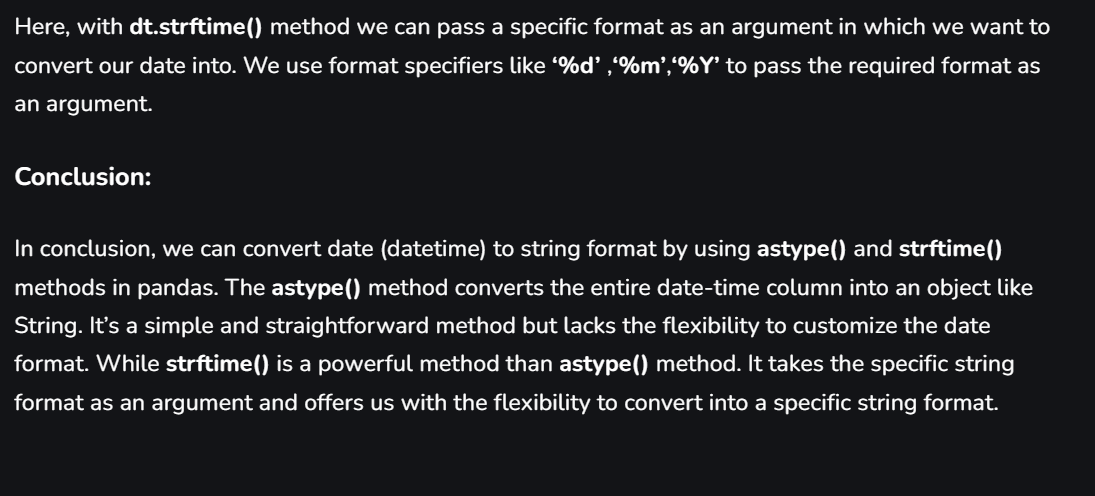 Here, with dt.strftime() method we can pass a specific format as an argument in which we want to
convert our date into. We use format specifiers like ‘%d’ ,‘%m’,‘%Y’ to pass the required format as
an argument.
Conclusion:
In conclusion, we can convert date (datetime) to string format by using astype() and strftime()
methods in pandas. The astype() method converts the entire date-time column into an object like
String. It’s a simple and straightforward method but lacks the flexibility to customize the date
format. While strftime() is a powerful method than astype() method. It takes the specific string
format as an argument and offers us with the flexibility to convert into a specific string format.